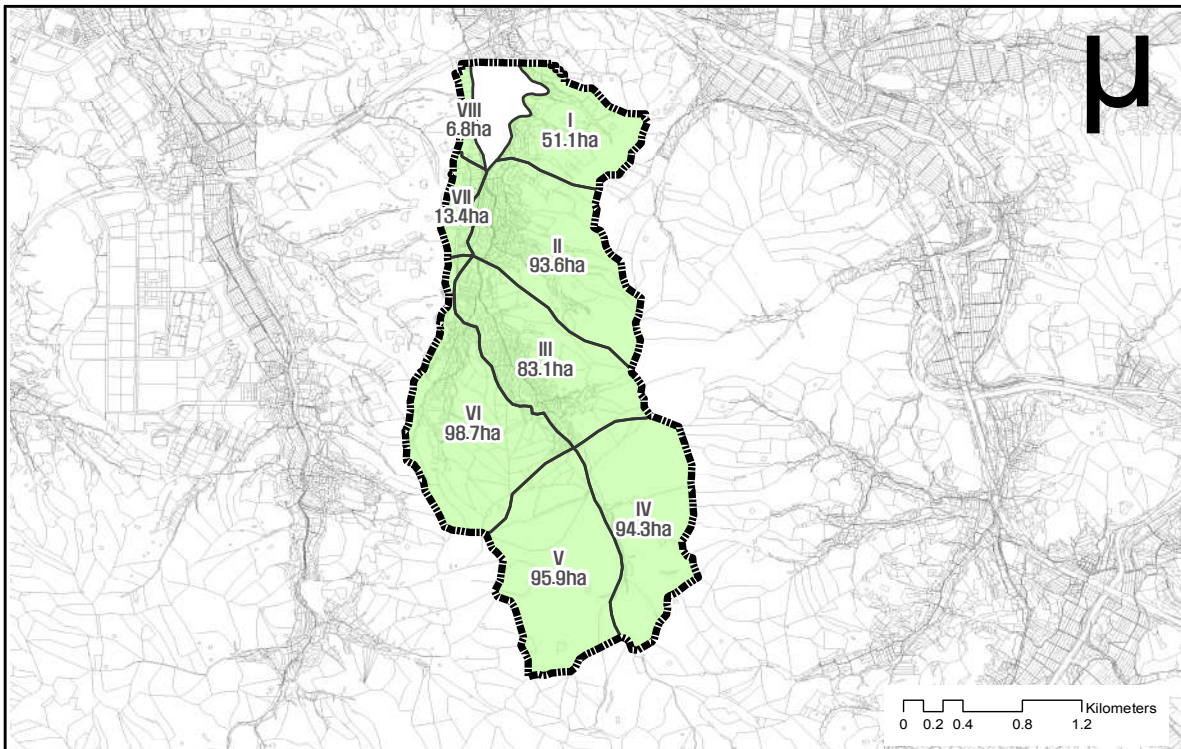 µ
VIII
6.8ha
I
51.1ha
VII
13.4ha
II
93.6ha
III
83.1ha
VI
98.7ha
IV
94.3ha
V
95.9ha
Kilometers
0 0.2 0.4 0.8 1.2